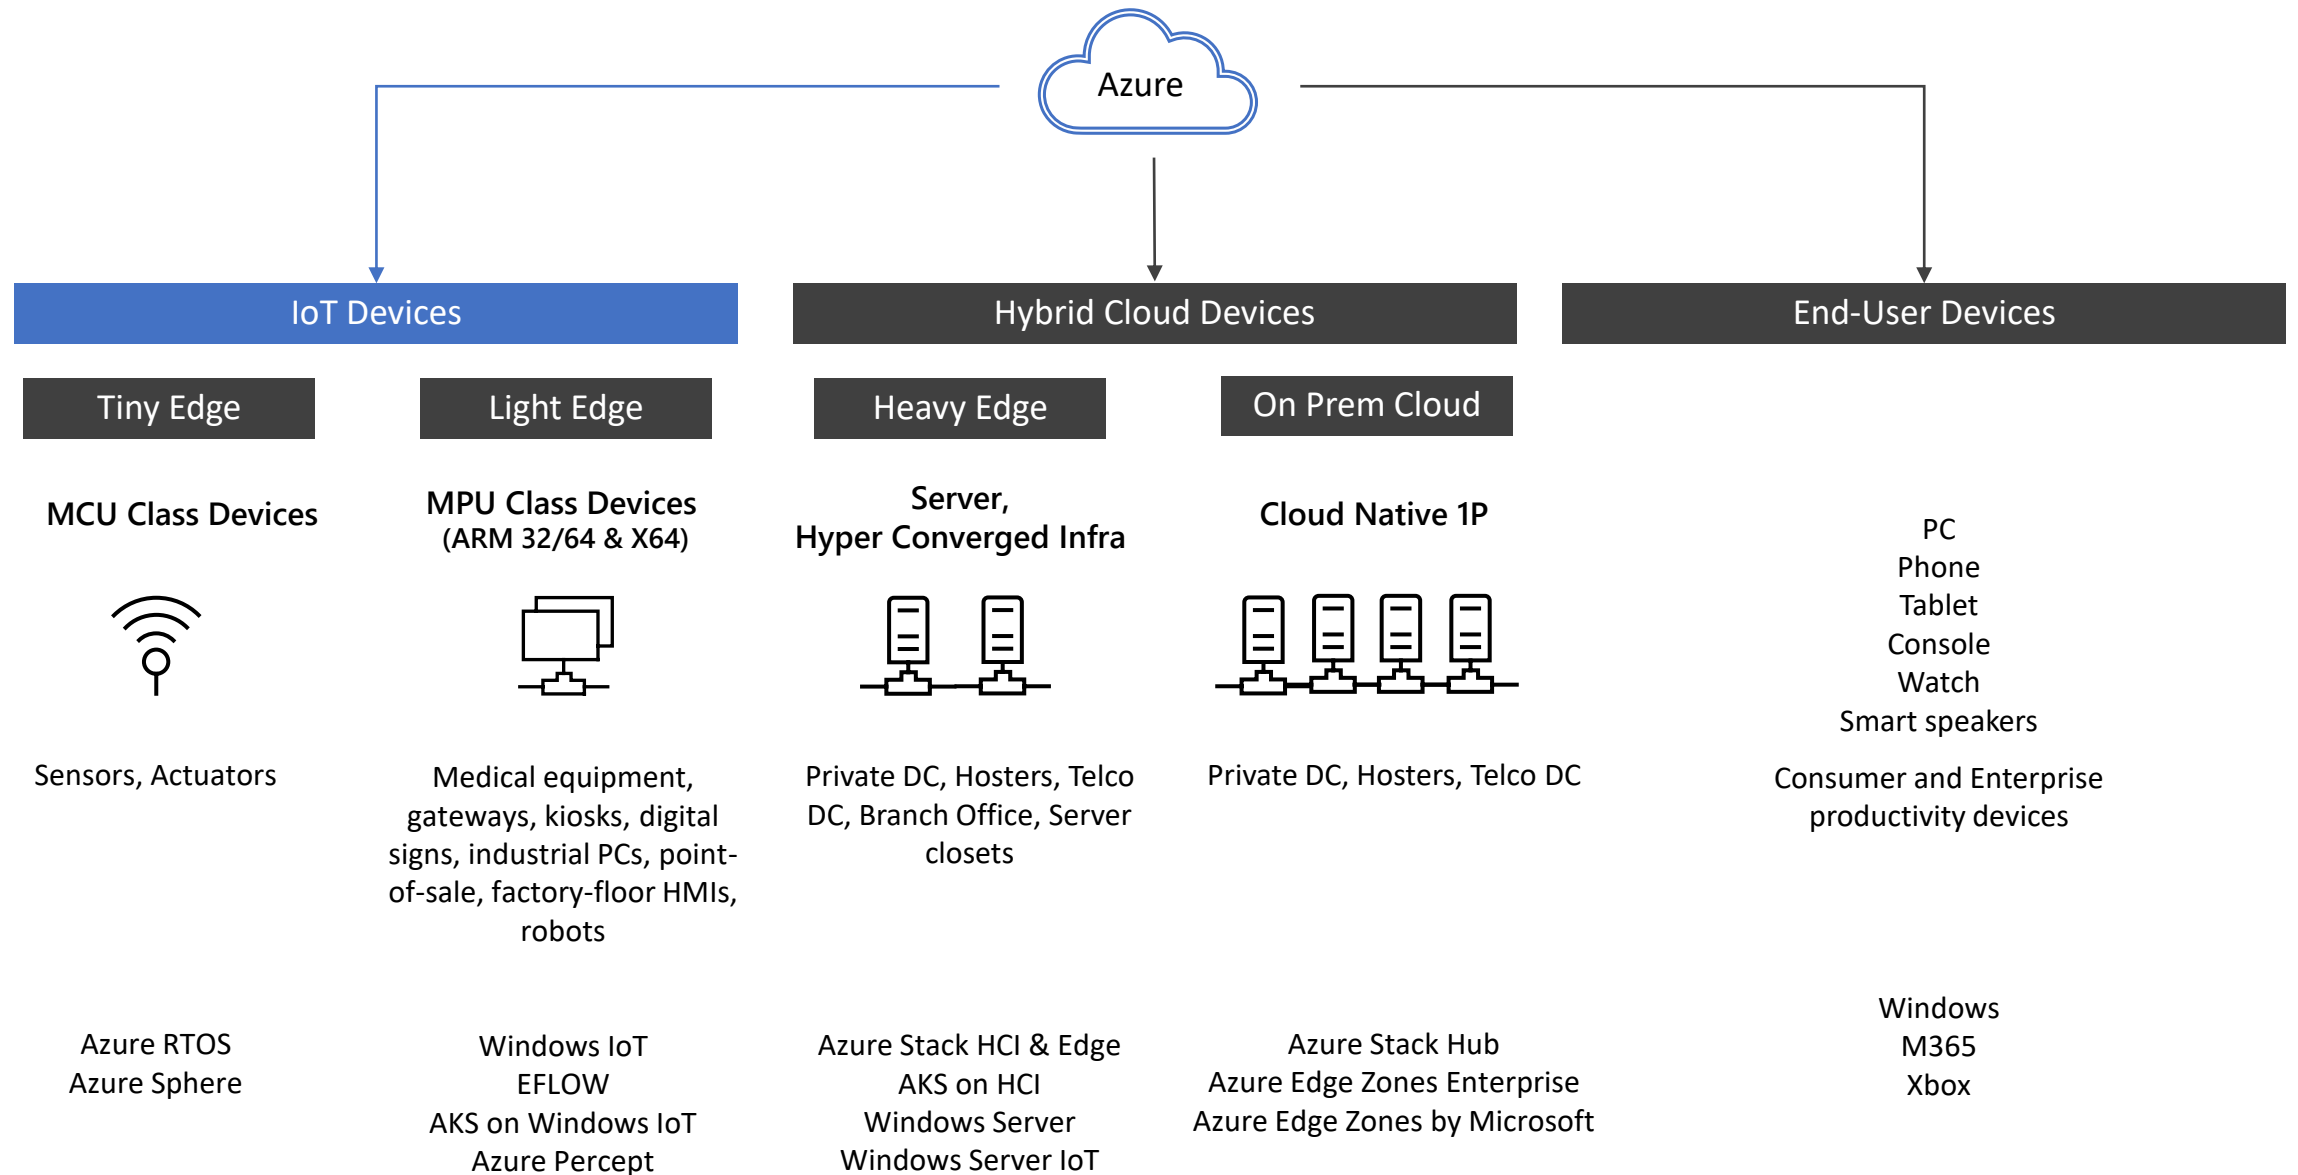 Azure
IoT Devices
Hybrid Cloud Devices
End-User Devices
Tiny Edge
Light Edge
Heavy Edge
On Prem Cloud
MCU Class Devices
MPU Class Devices
(ARM 32/64 & X64)
Server,
Hyper Converged Infra
Cloud Native 1P
PC
Phone
Tablet
Console
Watch
Smart speakers
Sensors, Actuators
Medical equipment,
gateways, kiosks, digital
signs, industrial PCs, point-
of-sale, factory-floor HMIs,
robots
Private DC, Hosters, Telco
DC, Branch Office, Server
closets
Private DC, Hosters, Telco DC
Consumer and Enterprise
productivity devices
Azure RTOS
Azure Sphere
Windows IoT
EFLOW
AKS on Windows IoT
Azure Percept
Azure Stack HCI & Edge
AKS on HCI
Windows Server
Windows Server IoT
Azure Stack Hub
Azure Edge Zones Enterprise
Azure Edge Zones by Microsoft
Windows
M365
Xbox